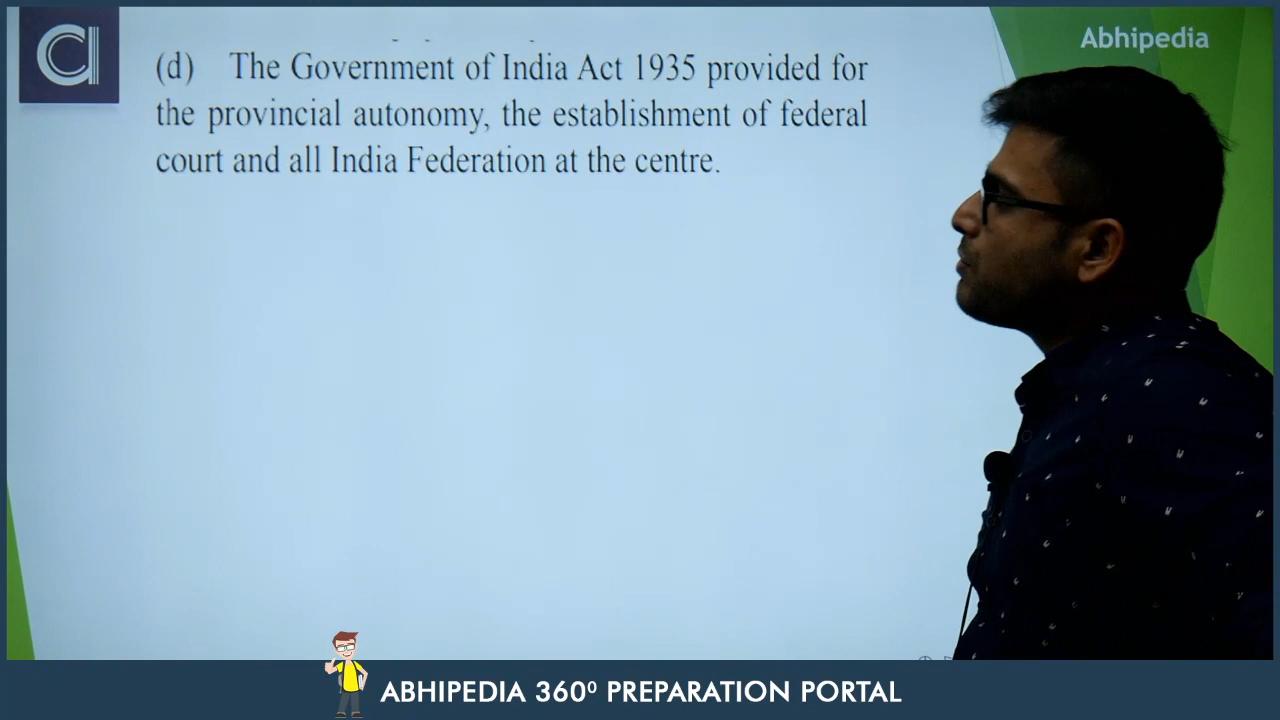 Abhipedia
(d) The Government of India Act 1935 provided for
the provincial autonomy, the establishment of federal
court and all India Federation at the centre.
ABHIPEDIA 360⁰ PREPARATION PORTAL